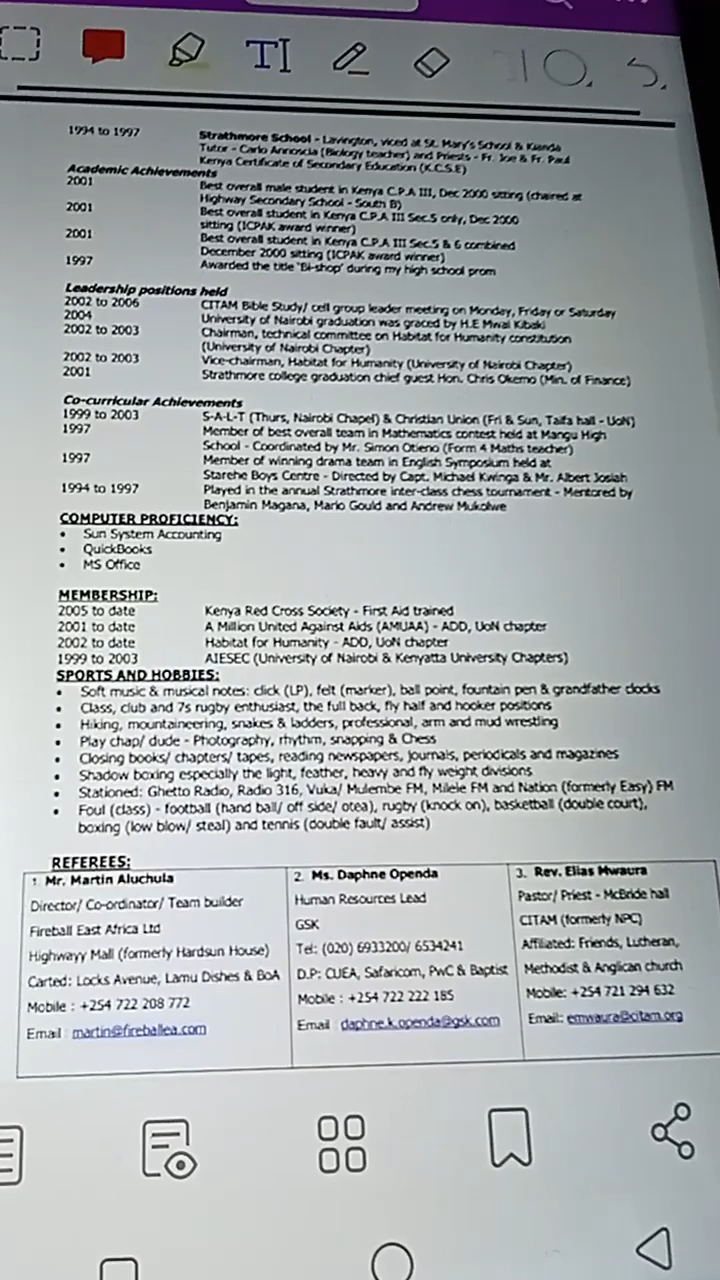 TI
1994 to 1997 Strathmore School - Lavington, viced at St. Mary's School & Kianda
Tutor - Carlo Annoscia (Biology teacher) and Priests - Fr. Joe & Fr. Paul
Kenya Certificate of Secondary Education (K.C.S.E)
Academic Achievements
2001 Best overall male student in Kenya C.P.A III, Dec 2000 sitting (chaired at
Highway Secondary School - South B)
2001 Best overall student in Kenya C.P.A III Sec.5 only, Dec 2000
sitting (ICPAK award winner)
2001 Best overall student in Kenya C.P.A III Sec.5 & 6 combined
December 2000 sitting (ICPAK award winner)
1997 Awarded the title 'Bi-shop' during my high school prom
Leadership positions held
2002 to 2006 CITAM Bible Study/ cell group leader meeting on Monday, Friday or Saturday
2004 University of Nairobi graduation was graced by H.E Mwai Kibaki
2002 to 2003 Chairman, technical committee on Habitat for Humanity constitution
(University of Nairobi Chapter)
2002 to 2003 Vice-chairman, Habitat for Humanity (University of Nairobi Chapter)
2001 Strathmore college graduation chief guest Hon. Chris Okemo (Min. of Finance)
Co-curricular Achievements
1999 to 2003 S-A-L-T (Thurs, Nairobi Chapel) & Christian Union (Fri & Sun, Taifa hall - UoN)
1997 Member of best overall team in Mathematics contest held at Mangu High
School - Coordinated by Mr. Simon Otieno (Form 4 Maths teacher)
1997 Member of winning drama team in English Symposium held at
Starehe Boys Centre - Directed by Capt. Michael Kwinga & Mr. Albert Josiah
1994 to 1997 Played in the annual Strathmore inter-class chess tournament - Mentored by
Benjamin Magana, Mario Gould and Andrew Mukolwe
COMPUTER PROFICIENCY:
• Sun System Accounting
• QuickBooks
• MS Office
MEMBERSHIP:
2005 to date Kenya Red Cross Society - First Aid trained
2001 to date A Million United Against Aids (AMUAA) - ADD, UoN chapter
2002 to date Habitat for Humanity - ADD, UoN chapter
1999 to 2003 AIESEC (University of Nairobi & Kenyatta University Chapters)
SPORTS AND HOBBIES:
• Soft music & musical notes: click (LP), felt (marker), ball point, fountain pen & grandfather clocks
• Class, club and 7s rugby enthusiast, the full back, fly half and hooker positions
• Hiking, mountaineering, snakes & ladders, professional, arm and mud wrestling
• Play chap/ dude - Photography, rhythm, snapping & Chess
• Closing books/ chapters/ tapes, reading newspapers, journals, periodicals and magazines
• Shadow boxing especially the light, feather, heavy and fly weight divisions
• Stationed: Ghetto Radio, Radio 316, Vuka/ Mulembe FM, Milele FM and Nation (formerly Easy) FM
• Foul (class) - football (hand ball/ off side/ otea), rugby (knock on), basketball (double court),
boxing (low blow/ steal) and tennis (double fault/ assist)
REFEREES:
1. Mr. Martin Aluchula
Director/ Co-ordinator/ Team builder
Fireball East Africa Ltd
Highwayy Mall (formerly Hardsun House)
Carted: Locks Avenue, Lamu Dishes & BoA
Mobile : +254 722 208 772
Email : martin@fireballea.com
2. Ms. Daphne Openda
Human Resources Lead
GSK
Tel: (020) 6933200/ 6534241
D.P: CUEA, Safaricom, PwC & Baptist
Mobile : +254 722 222 185
Email : daphne.k.openda@gsk.com
3. Rev. Elias Mwaura
Pastor/ Priest - McBride hall
CITAM (formerly NPC)
Affiliated: Friends, Lutheran,
Methodist & Anglican church
Mobile: +254 721 294 632
Email: emwaura@citam.org